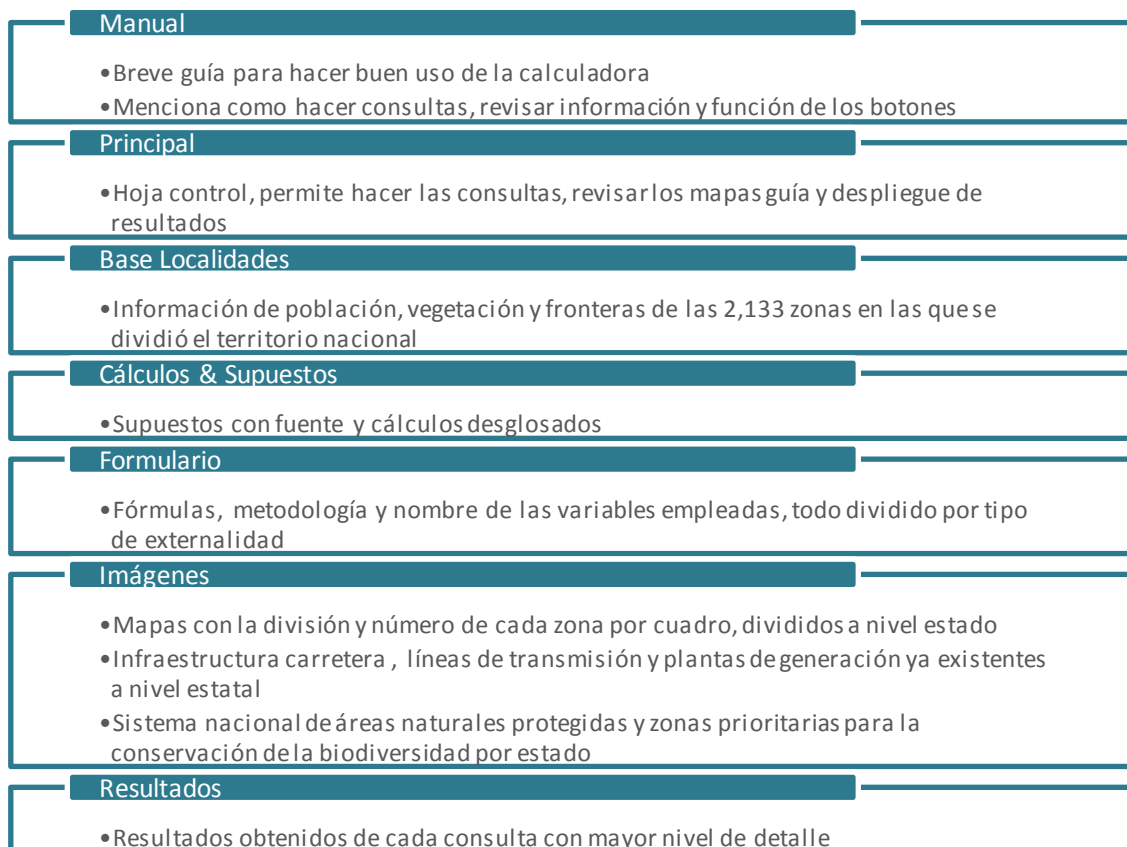 Manual
•Breve guía para hacer buen uso de la calculadora
•Menciona como hacer consultas, revisar información y función de los botones
Principal
•Hoja control, permite hacer las consultas, revisar los mapas guía y despliegue de
resultados
Base Localidades
•Información de población, vegetación y fronteras de las 2,133 zonas en las que se
dividió el territorio nacional
Cálculos & Supuestos
•Supuestos con fuente y cálculos desglosados
Formulario
•Fórmulas, metodología y nombre de las variables empleadas, todo dividido por tipo
de externalidad
Imágenes
•Mapas con la división y número de cada zona por cuadro, divididos a nivel estado
•Infraestructura carretera , líneas de transmisión y plantas de generación ya existentes
a nivel estatal
•Sistema nacional de áreas naturales protegidas y zonas prioritarias para la
conservación de la biodiversidad por estado
Resultados
•Resultados obtenidos de cada consulta con mayor nivel de detalle